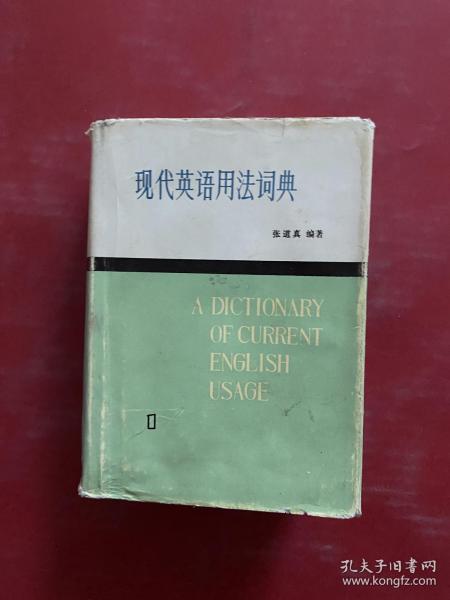 现代英语用法词典
张道真 编著
A DICTIONARY
OF CURRENT
ENGLISH
USAGE
孔夫子旧书网
www.kongfz.com